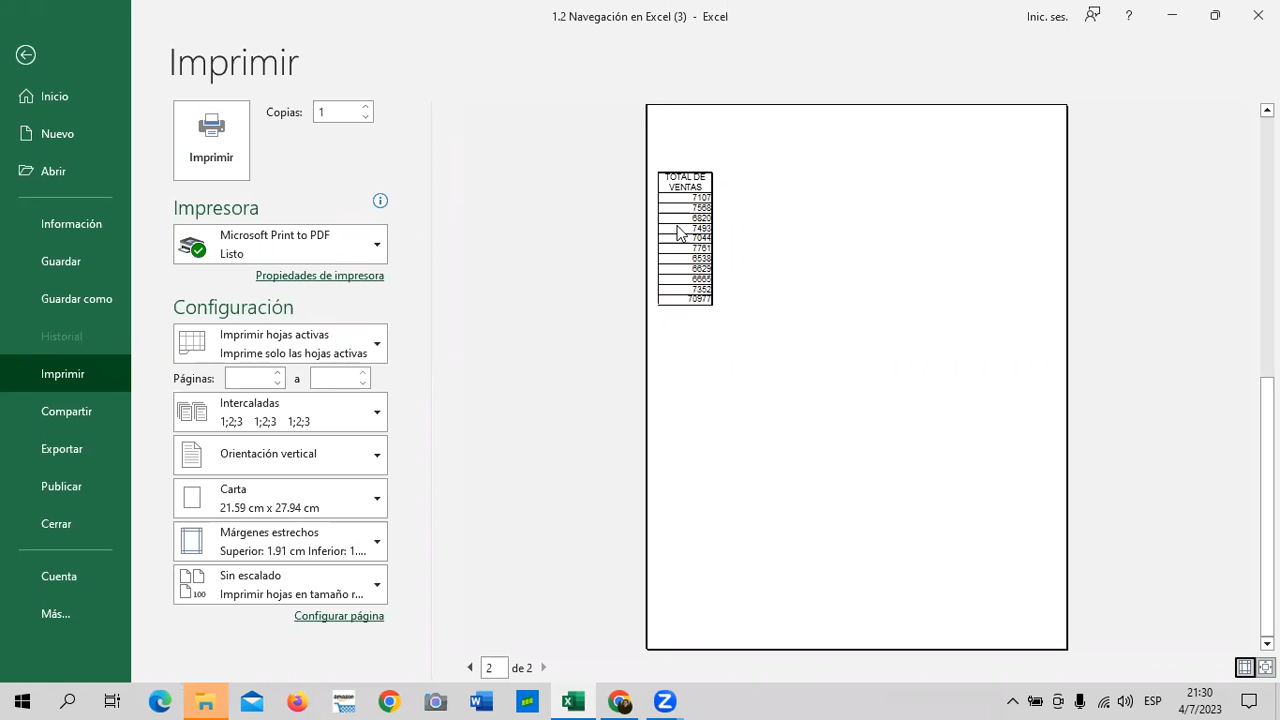 1.2 Navegación en Excel (3) - Excel
Inic. ses.
?
Imprimir
Inicio
Nuevo
Abrir
Información
Guardar
Guardar como
Historial
Imprimir
Compartir
Exportar
Publicar
Cerrar
Cuenta
Más...
Imprimir
Copias: 1
Impresora
Microsoft Print to PDF
Listo
Propiedades de impresora
Configuración
Imprimir hojas activas
Imprime solo las hojas activas
Páginas: a
Intercaladas
1;2;3 1;2;3 1;2;3
Orientación vertical
Carta
21.59 cm x 27.94 cm
Márgenes estrechos
Superior: 1.91 cm Inferior: 1....
Sin escalado
100
Imprimir hojas en tamaño r...
Configurar página
TOTAL DE
VENTAS
7107
7568
6820
7493
7044
7761
6538
6629
6665
7352
70977
2 de 2
amazon
ESP
21:30
4/7/2023